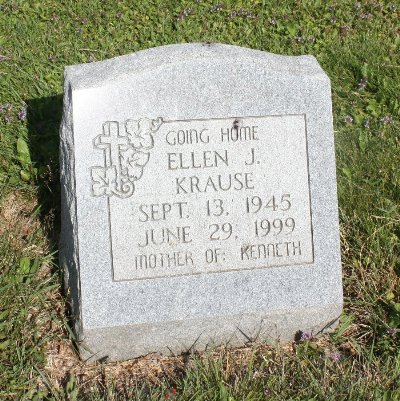 GOING HOME
ELLEN J.
KRAUSE
SEPT. 13, 1945
JUNE 29, 1999
MOTHER OF: KENNETH